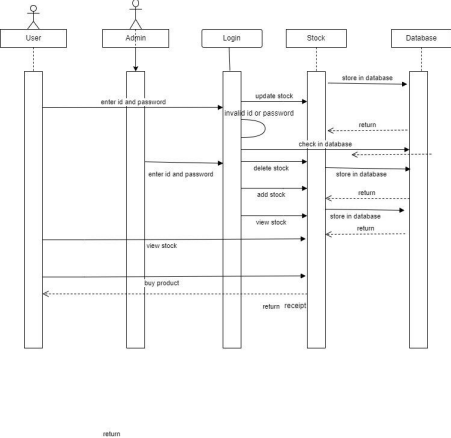 User
Admin
Login
Stock
Database
store in database
update stock
enter id and password
invalid id or password
return
check in database
delete stock
enter id and password
store in database
add stock
return
store in database
view stock
return
view stock
buy product
return receipt
return